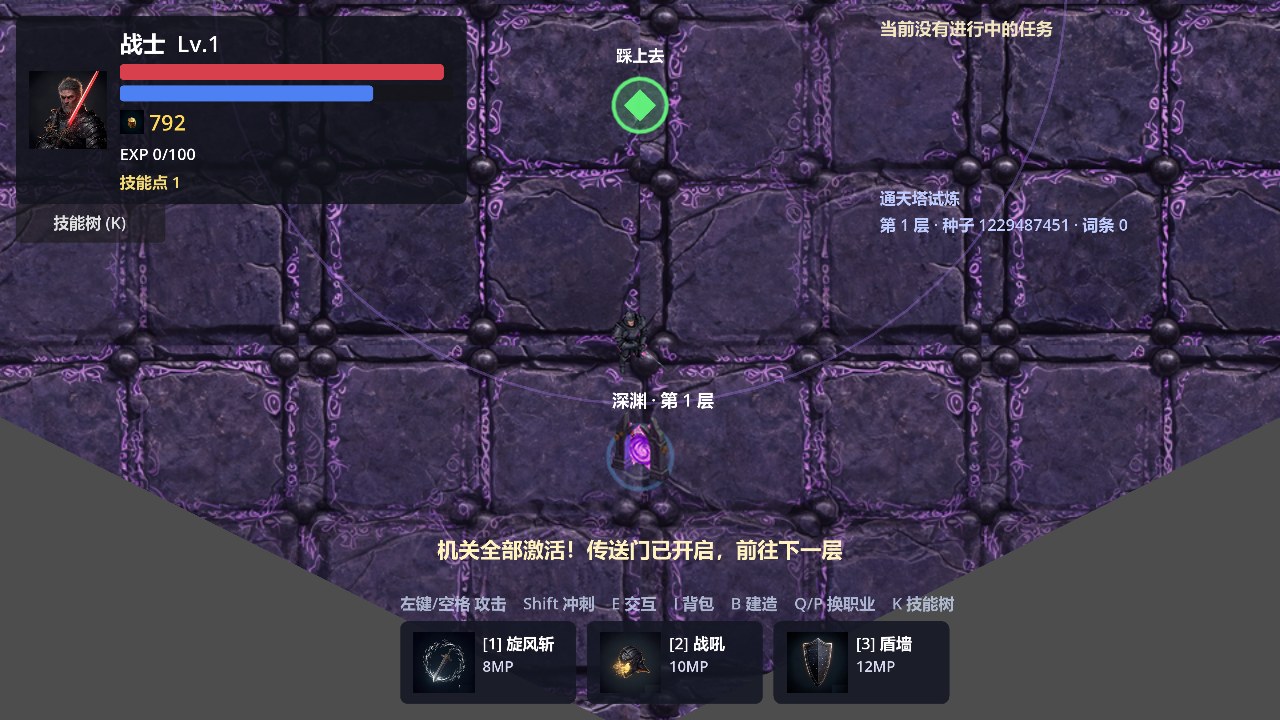 战士 Lv.1
792
EXP 0/100
技能点 1
技能树 (K)
踩上去
当前没有进行中的任务
通天塔试炼
第 1 层 · 种子 1229487451 · 词条 0
深渊 · 第 1 层
机关全部激活！传送门已开启，前往下一层
左键/空格 攻击 Shift 冲刺 E 交互 I 背包 B 建造 Q/P 换职业 K 技能树
[1] 旋风斩
8MP
[2] 战吼
10MP
[3] 盾墙
12MP